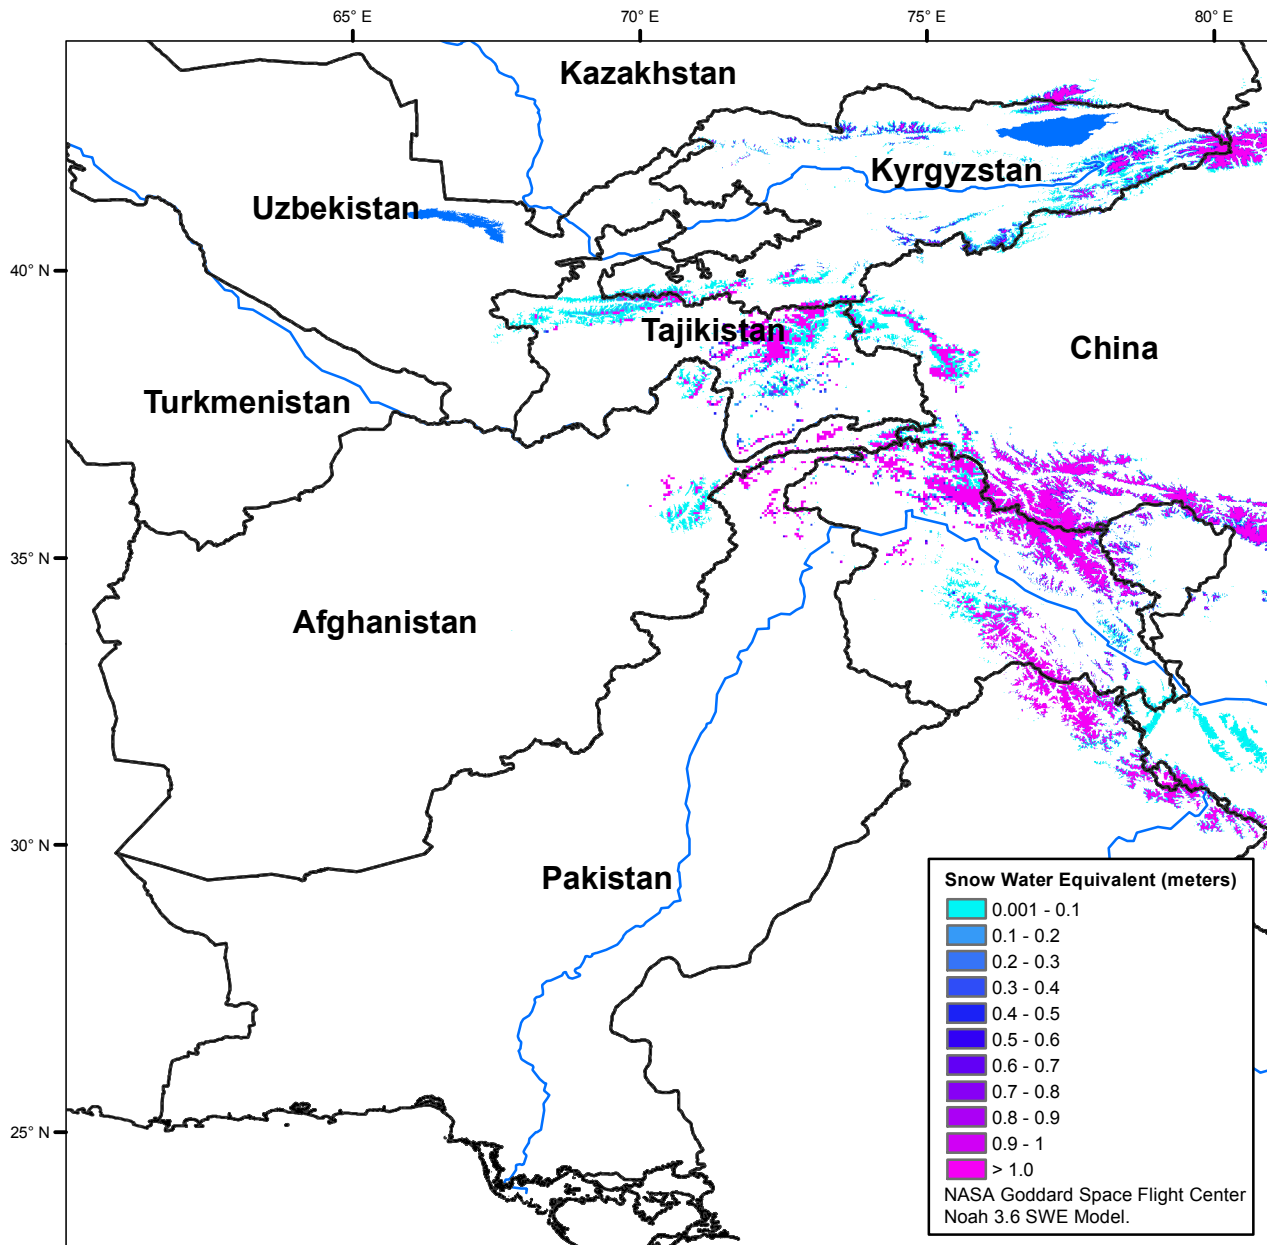 65° E
70° E
75° E
80° E
Kazakhstan
Kyrgyzstan
Uzbekistan
40° N
Tajikistan
China
Turkmenistan
35° N
Afghanistan
30° N
Pakistan
25° N
Snow Water Equivalent (meters)
0.001 - 0.1
0.1 - 0.2
0.2 - 0.3
0.3 - 0.4
0.4 - 0.5
0.5 - 0.6
0.6 - 0.7
0.7 - 0.8
0.8 - 0.9
0.9 - 1
> 1.0
NASA Goddard Space Flight Center
Noah 3.6 SWE Model.